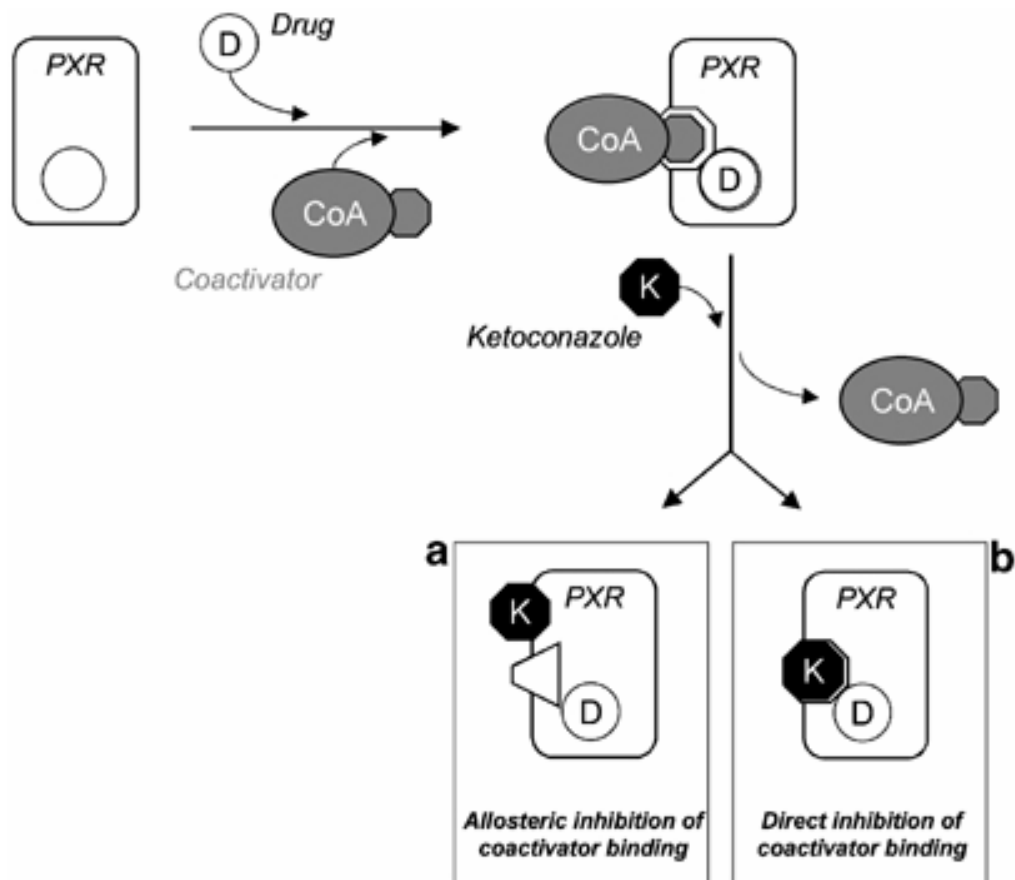 PXR
D
Drug
CoA
Coactivator
PXR
CoA
D
K
Ketoconazole
CoA
a
K
PXR
D
Allosteric inhibition of
coactivator binding
b
PXR
K
D
Direct inhibition of
coactivator binding